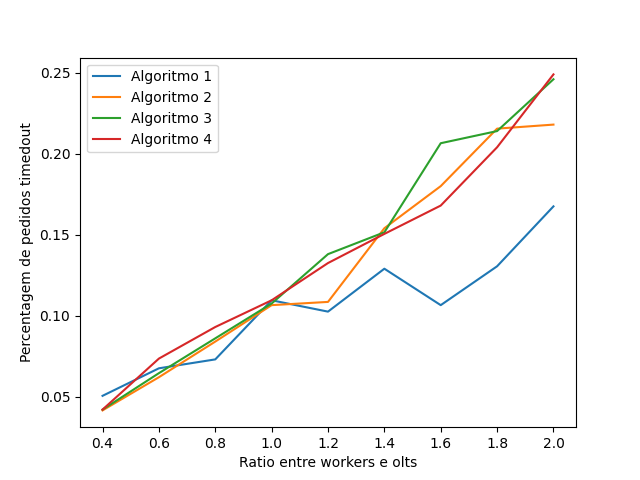 Algoritmo 1
Algoritmo 2
Algoritmo 3
Algoritmo 4
Percentagem de pedidos timedout
0.25
0.20
0.15
0.10
0.05
0.4 0.6 0.8 1.0 1.2 1.4 1.6 1.8 2.0
Ratio entre workers e olts